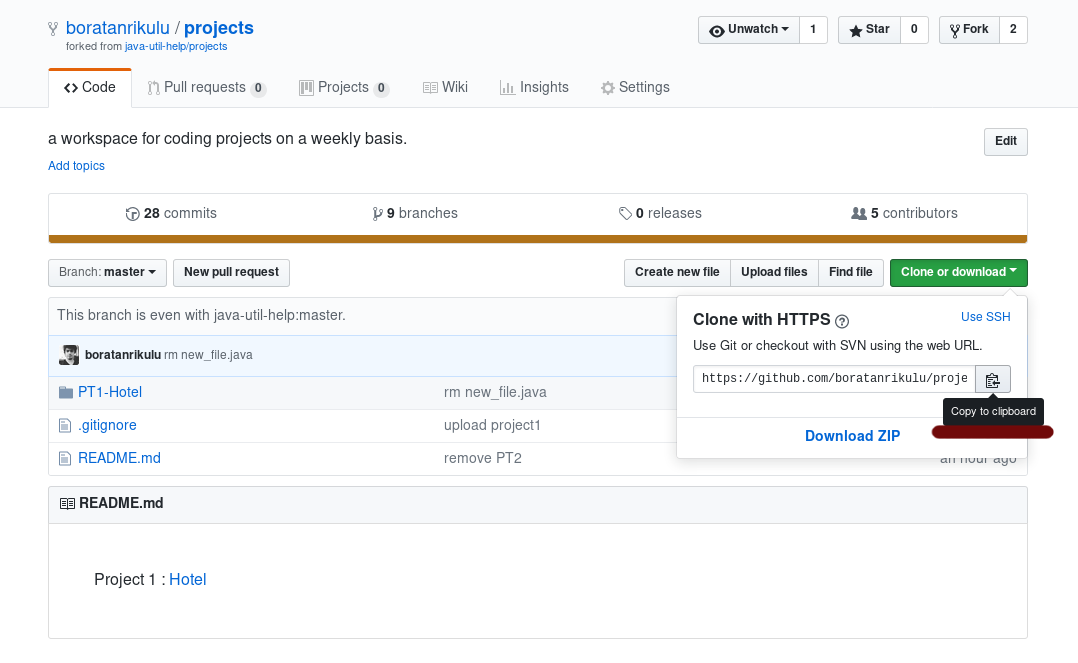 boratanrikulu / projects
Unwatch 1 Star 0 Fork 2
forked from java-util-help/projects
Code Pull requests 0 Projects 0 Wiki Insights Settings
a workspace for coding projects on a weekly basis.
Edit
Add topics
28 commits 9 branches 0 releases 5 contributors
Branch: master New pull request Create new file Upload files Find file Clone or download
This branch is even with java-util-help:master.
Clone with HTTPS ?
Use SSH
Use Git or checkout with SVN using the web URL.
boratanrikulu rm new_file.java
https://github.com/boratanrikulu/proje
PT1-Hotel rm new_file.java
Copy to clipboard
.gitignore upload project1
Download ZIP
README.md remove PT2 an hour ago
README.md
Project 1 : Hotel